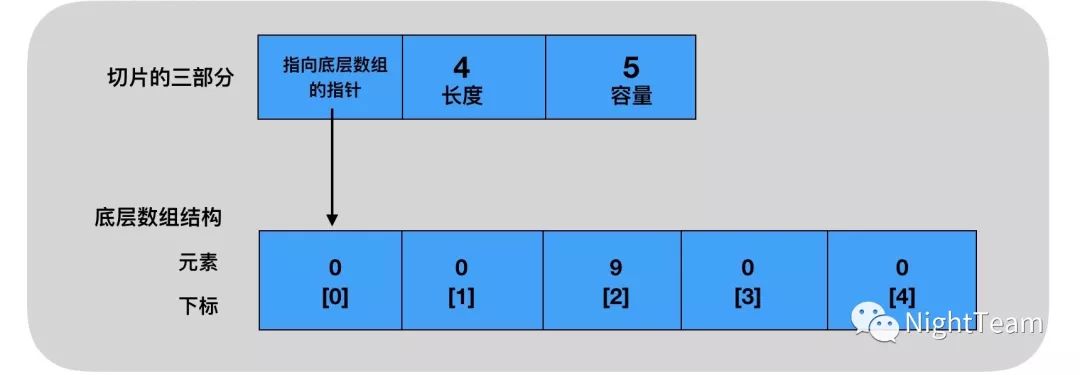 切片的三部分
指向底层数组
的指针
4
长度
5
容量
底层数组结构
元素
0 0 9 0 0
下标
[0] [1] [2] [3] [4]
NightTeam